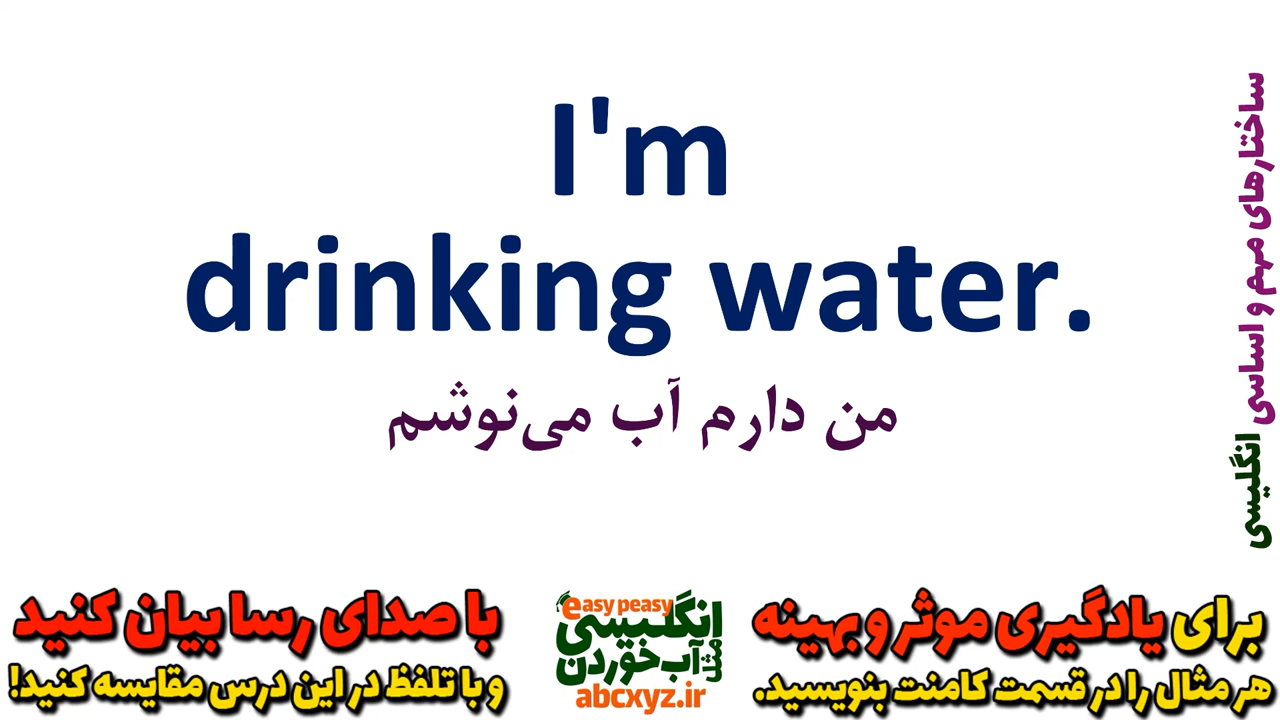 I'm
drinking water.
من دارم آب می‌نوشم
ساختارهای مهم و اساسی انگلیسی
برای یادگیری موثر و بهینه
هر مثال را در قسمت کامنت بنویسید.
easy peasy
انگلیسی
مثل آب خوردن
abcxyz.ir
با صدای رسا بیان کنید
و با تلفظ در این درس مقایسه کنید!